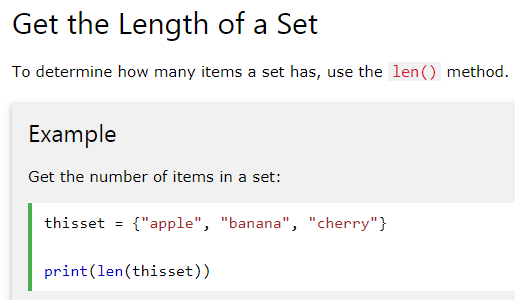 Get the Length of a Set
To determine how many items a set has, use the len() method.
Example
Get the number of items in a set:
thisset = {"apple", "banana", "cherry"}
print(len(thisset))